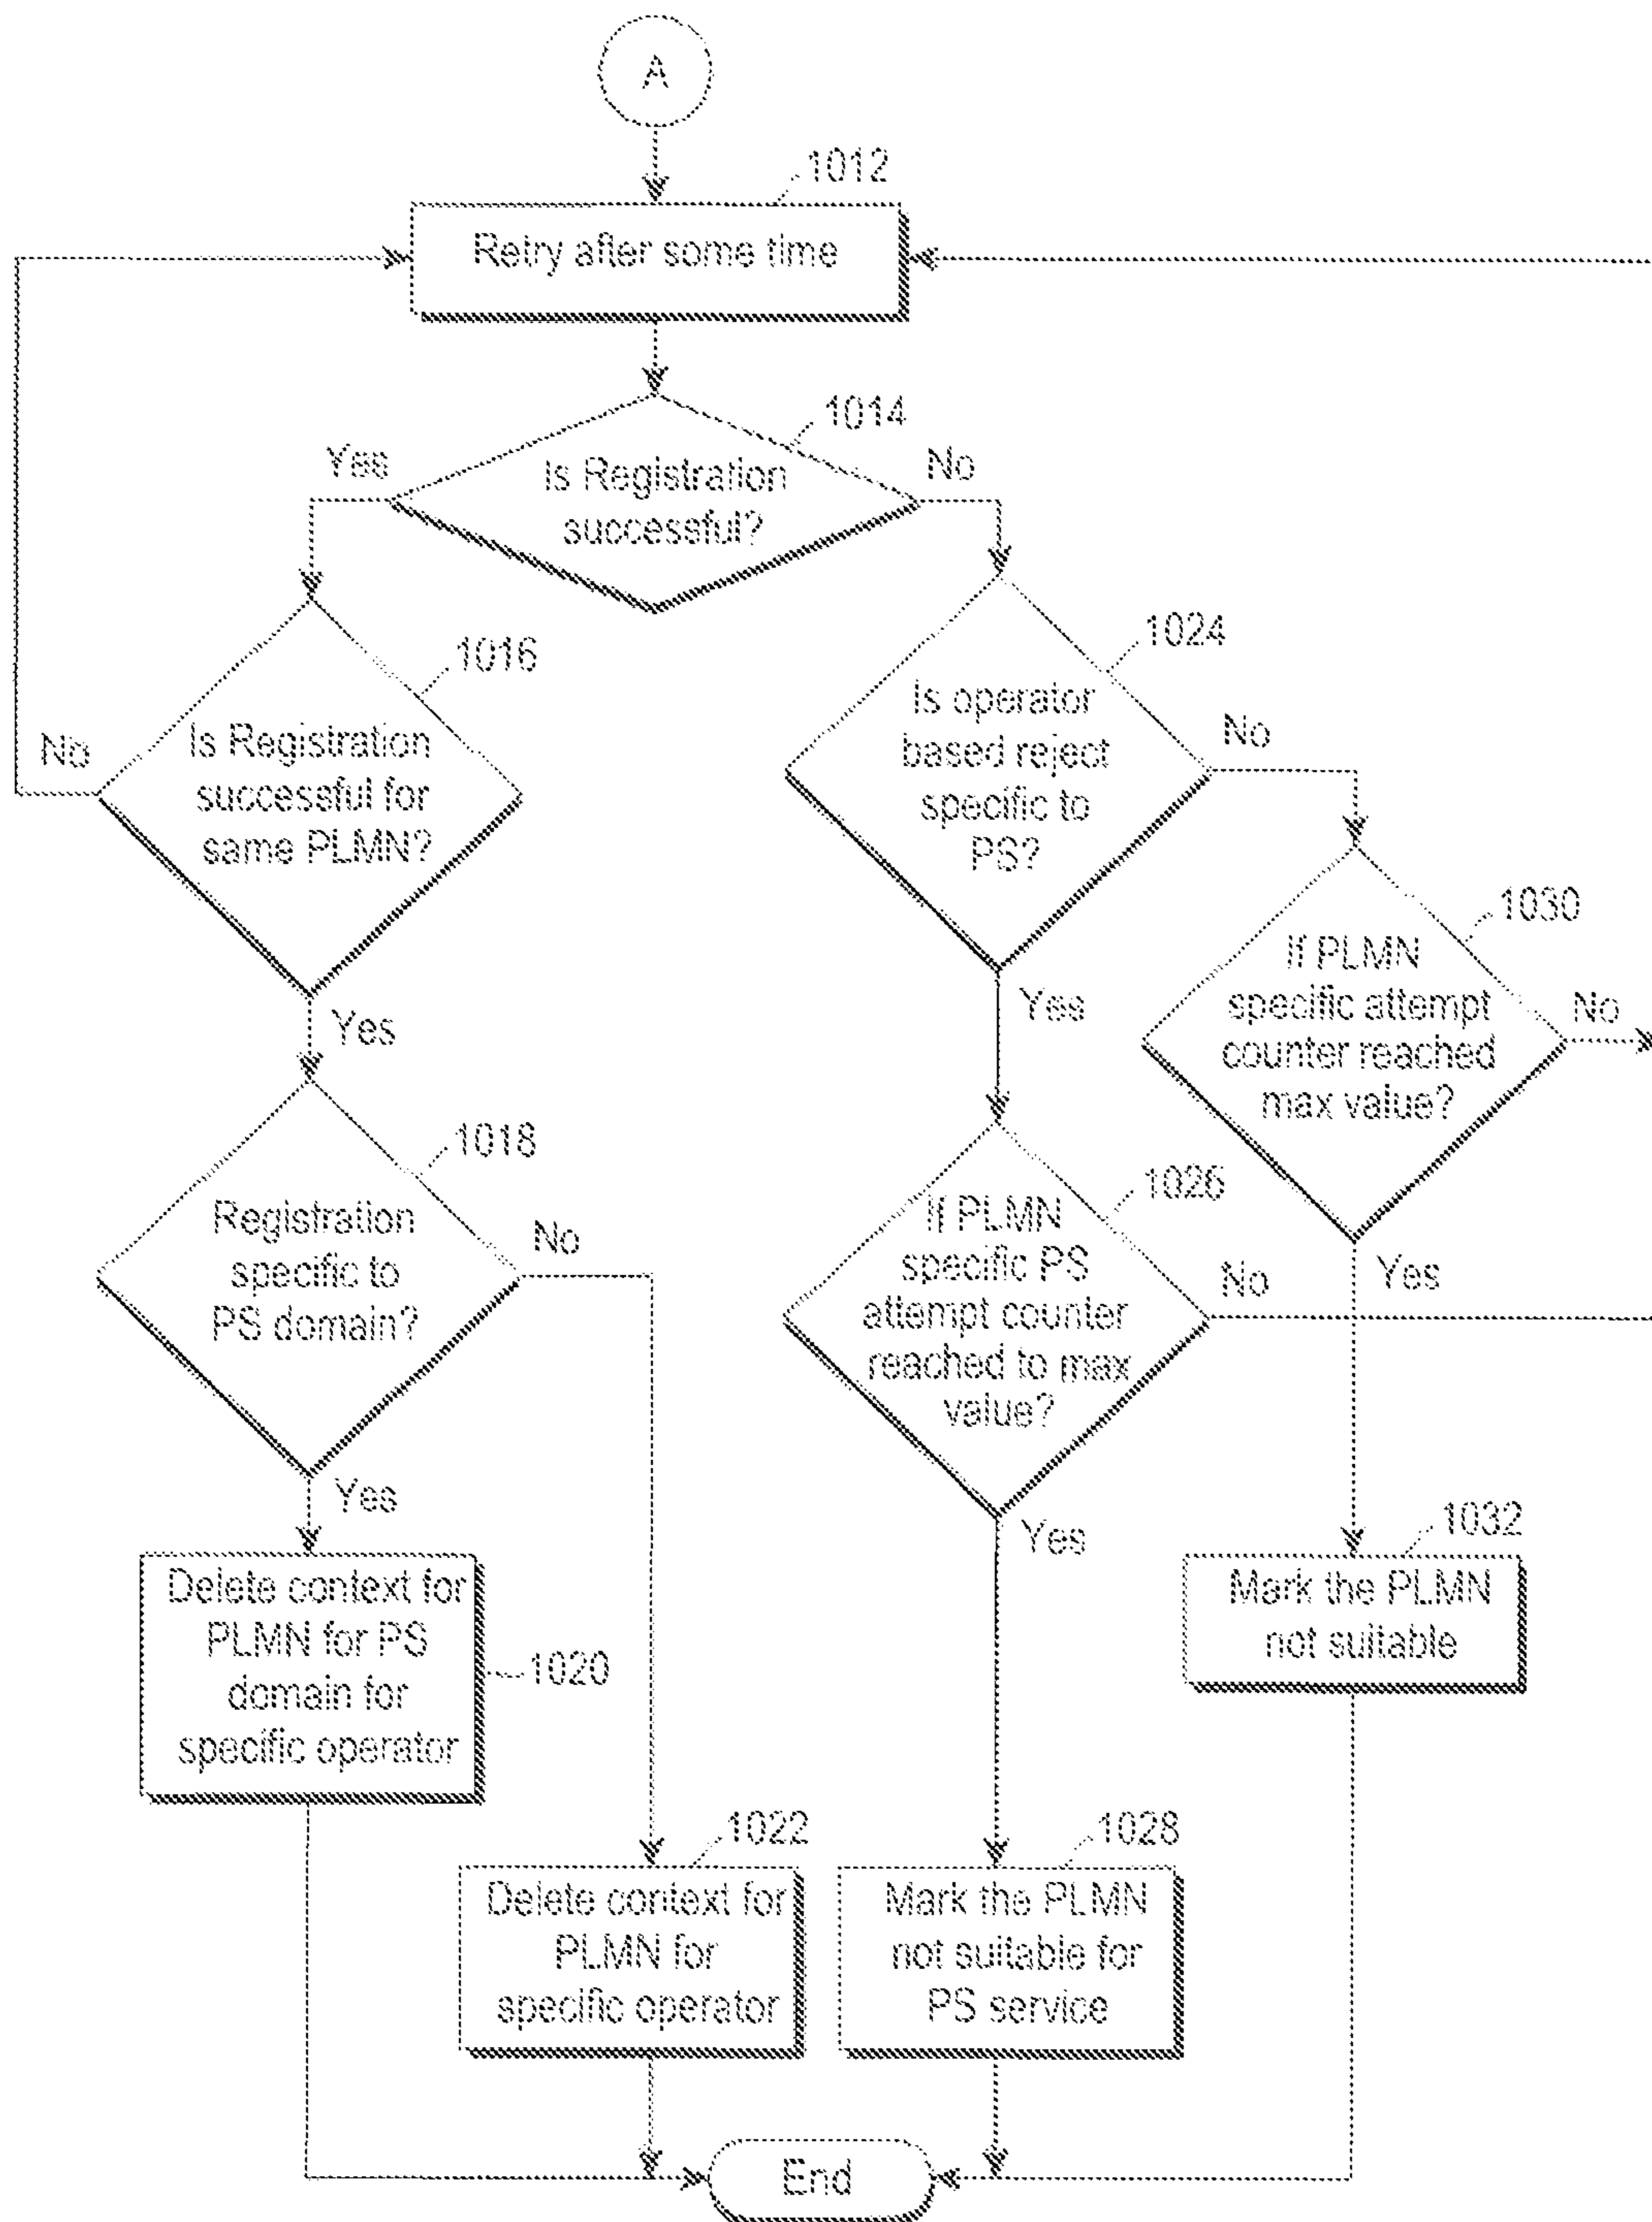 A
1012
Retry after some time
1014
Yes
No
Is Registration
successful?
1016
No
Is Registration
successful for
same PLMN?
Yes
1024
Is operator
based reject
specific to
PS?
No
Yes
1030
If PLMN
specific attempt
counter reached
max value?
No
Yes
1018
Registration
specific to
PS domain?
No
Yes
1026
If PLMN
specific PS
attempt counter
reached to max
value?
No
Yes
Delete context for
PLMN for PS
domain for
specific operator
1020
1032
Mark the PLMN
not suitable
1022
Delete context for
PLMN for
specific operator
1028
Mark the PLMN
not suitable for
PS service
End